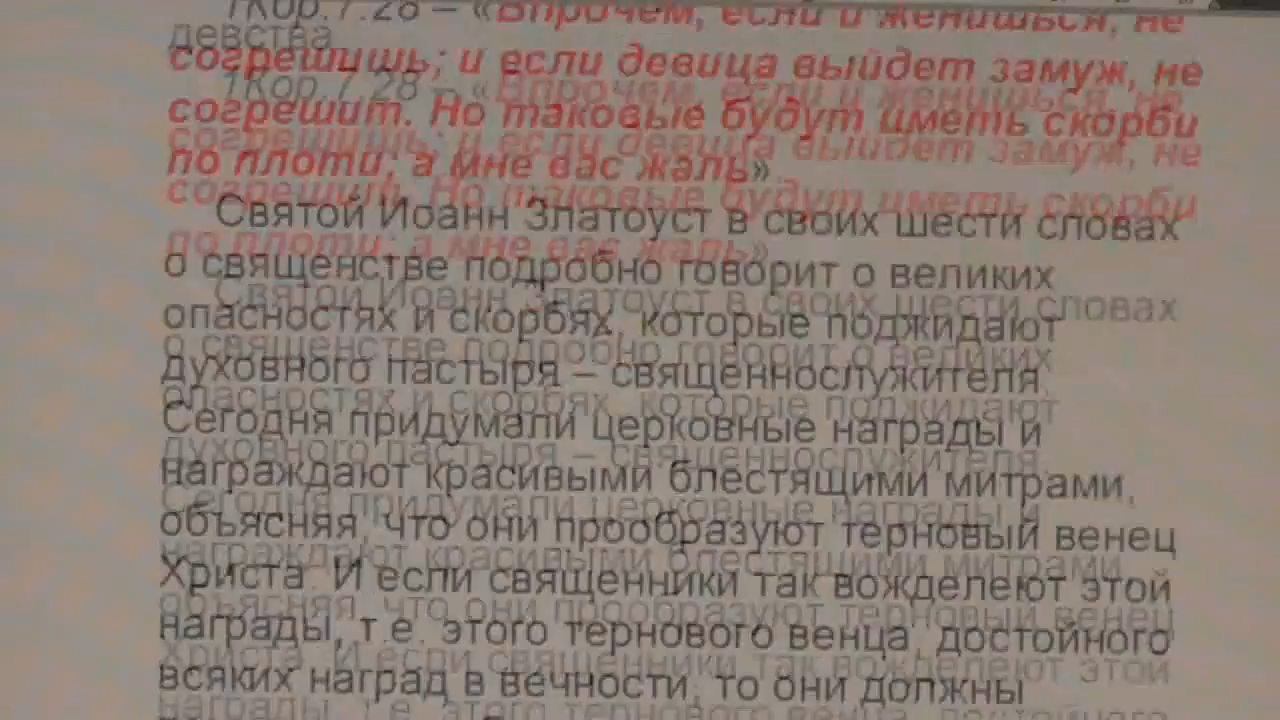 1Кор.7.28 – «Впрочем, если и женишься, не
девства
согрешишь; и если девица выйдет замуж, не
согрешит. Но таковые будут иметь скорби
по плоти; а мне вас жаль»
Святой Иоанн Златоуст в своих шести словах
о священстве подробно говорит о великих
опасностях и скорбях, которые поджидают
духовного пастыря – священнослужителя.
Сегодня придумали церковные награды и
награждают красивыми блестящими митрами,
объясняя, что они прообразуют терновый венец
Христа. И если священники так вожделеют этой
награды, т.е. этого тернового венца, достойного
всяких наград в вечности, то они должны